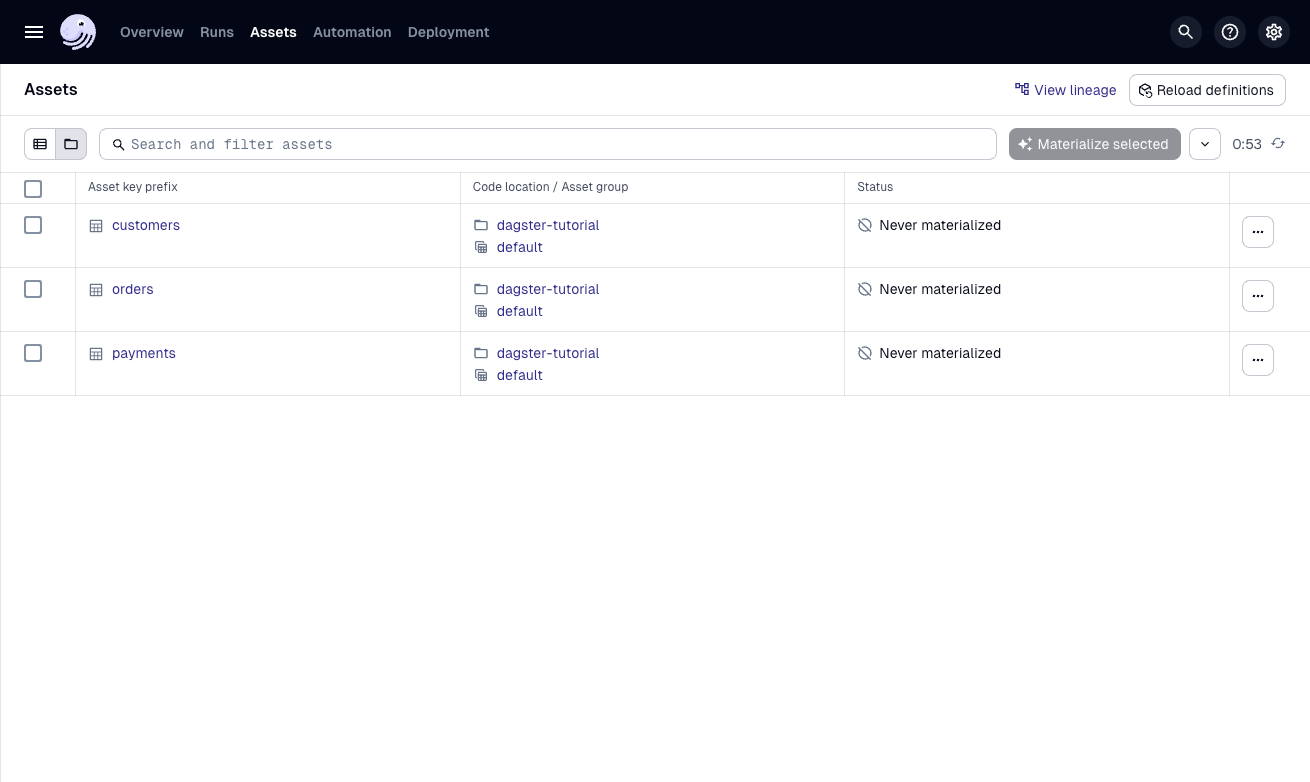 Overview Runs Assets Automation Deployment
Assets
View lineage
Reload definitions
Search and filter assets
Materialize selected
0:53
Asset key prefix
Code location / Asset group
Status
customers
dagster-tutorial
default
Never materialized
orders
dagster-tutorial
default
Never materialized
payments
dagster-tutorial
default
Never materialized